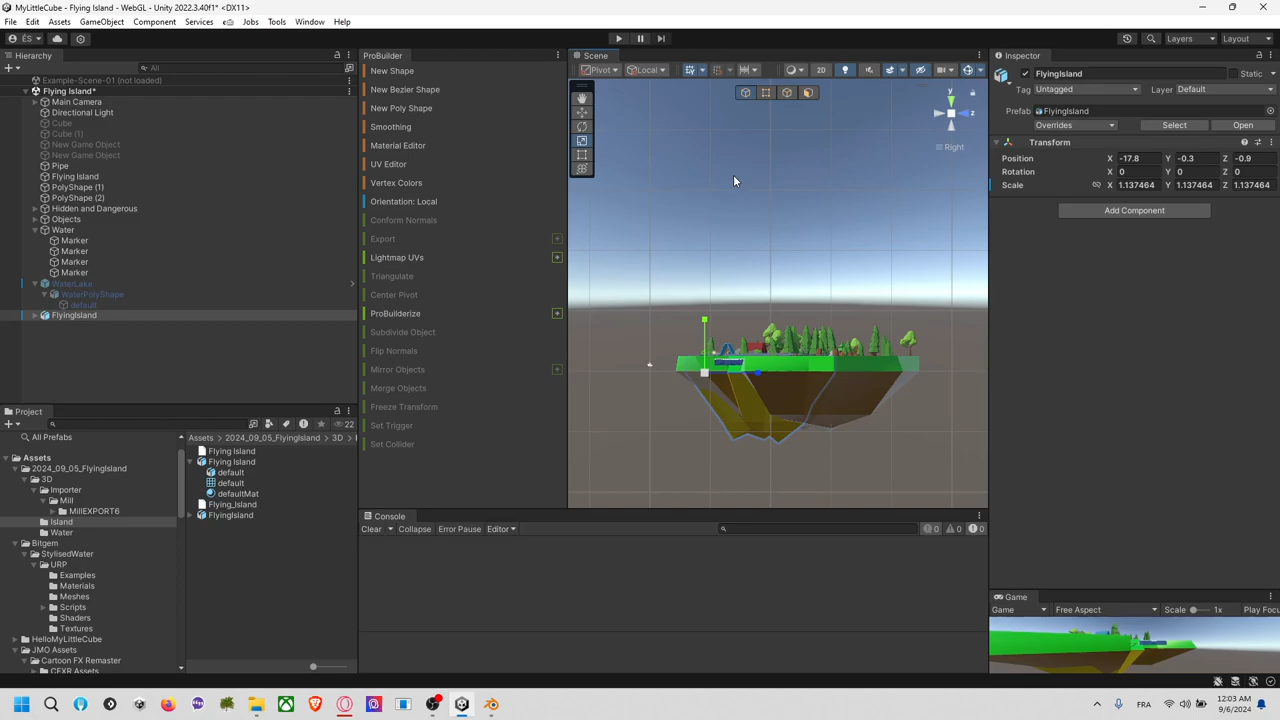 MyLittleCube - Flying Island - WebGL - Unity 2022.3.40f1* <DX11>
File Edit Assets GameObject Component Services Jobs Tools Window Help
ÉS
Layers
Layout
Hierarchy
All
Example-Scene-01 (not loaded)
Flying Island*
Main Camera
Directional Light
Cube
Cube (1)
New Game Object
New Game Object
Pipe
Flying Island
PolyShape (1)
PolyShape (2)
Hidden and Dangerous
Objects
Water
Marker
Marker
Marker
Marker
WaterLake
WaterPolyShape
default
FlyingIsland
ProBuilder
New Shape
New Bezier Shape
New Poly Shape
Smoothing
Material Editor
UV Editor
Vertex Colors
Orientation: Local
Conform Normals
Export
Lightmap UVs
Triangulate
Center Pivot
ProBuilderize
Subdivide Object
Flip Normals
Mirror Objects
Merge Objects
Freeze Transform
Set Trigger
Set Collider
Scene
Pivot
Local
2D
y
z
Right
Inspector
FlyingIsland
Static
Tag Untagged
Layer Default
Prefab FlyingIsland
Overrides Select Open
Transform
Position X -17.8 Y -0.3 Z -0.9
Rotation X 0 Y 0 Z 0
Scale X 1.137464 Y 1.137464 Z 1.137464
Add Component
Project
22
All Prefabs
Assets
2024_09_05_FlyingIsland
3D
Importer
Mill
MillEXPORT6
Island
Water
Bitgem
StylisedWater
URP
Examples
Materials
Meshes
Scripts
Shaders
Textures
HelloMyLittleCube
JMO Assets
Cartoon FX Remaster
CFXR Assets
Assets > 2024_09_05_FlyingIsland > 3D >
Flying Island
Flying Island
default
default
defaultMat
Flying_Island
FlyingIsland
Console
Clear Collapse Error Pause Editor
0 0 0
Game
Game Free Aspect Scale 1x Play Foc
FRA
12:03 AM
9/6/2024